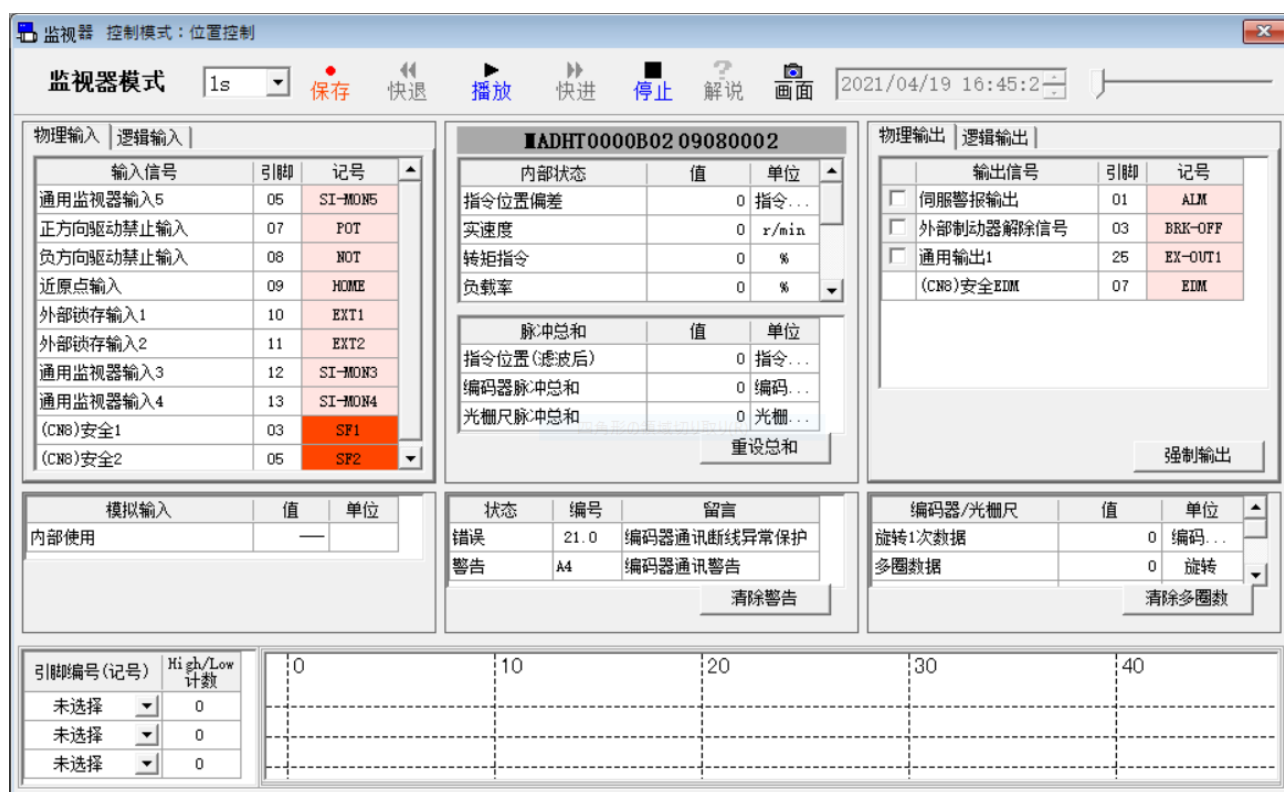 监视器 控制模式：位置控制
监视器模式 1s 保存 快退 播放 快进 停止 解说 画面 2021/04/19 16:45:2
物理输入 逻辑输入
输入信号 引脚 记号
通用监视器输入5 05 SI-MON5
正方向驱动禁止输入 07 POT
负方向驱动禁止输入 08 NOT
近原点输入 09 HOME
外部锁存输入1 10 EXT1
外部锁存输入2 11 EXT2
通用监视器输入3 12 SI-MON3
通用监视器输入4 13 SI-MON4
(CN8)安全1 03 SF1
(CN8)安全2 05 SF2
MADHT0000B02 09080002
内部状态 值 单位
指令位置偏差 0 指令...
实速度 0 r/min
转矩指令 0 %
负载率 0 %
脉冲总和 值 单位
指令位置(滤波后) 0 指令...
编码器脉冲总和 0 编码...
光栅尺脉冲总和 0 光栅...
重设总和
物理输出 逻辑输出
输出信号 引脚 记号
伺服警报输出 01 ALM
外部制动器解除信号 03 BRK-OFF
通用输出1 25 EX-OUT1
(CN8)安全EDM 07 EDM
强制输出
模拟输入 值 单位
内部使用 —
状态 编号 留言
错误 21.0 编码器通讯断线异常保护
警告 A4 编码器通讯警告
清除警告
编码器/光栅尺 值 单位
旋转1次数据 0 编码...
多圈数据 0 旋转
清除多圈数
引脚编号(记号) High/Low
计数
未选择 0
未选择 0
未选择 0
0 10 20 30 40